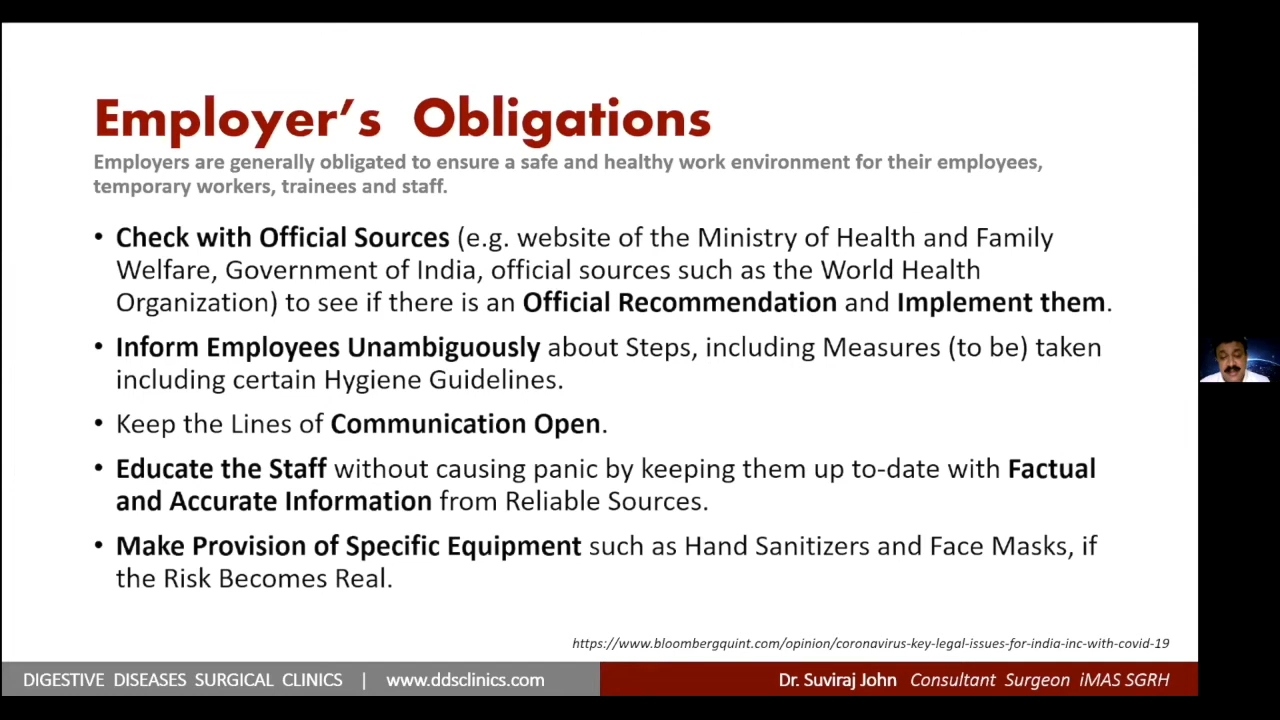 Employer's Obligations
Employers are generally obligated to ensure a safe and healthy work environment for their employees,
temporary workers, trainees and staff.
• Check with Official Sources (e.g. website of the Ministry of Health and Family
Welfare, Government of India, official sources such as the World Health
Organization) to see if there is an Official Recommendation and Implement them.
• Inform Employees Unambiguously about Steps, including Measures (to be) taken
including certain Hygiene Guidelines.
• Keep the Lines of Communication Open.
• Educate the Staff without causing panic by keeping them up to-date with Factual
and Accurate Information from Reliable Sources.
• Make Provision of Specific Equipment such as Hand Sanitizers and Face Masks, if
the Risk Becomes Real.
https://www.bloombergquint.com/opinion/coronavirus-key-legal-issues-for-india-inc-with-covid-19
DIGESTIVE DISEASES SURGICAL CLINICS | www.ddsclinics.com
Dr. Suviraj John Consultant Surgeon iMAS SGRH